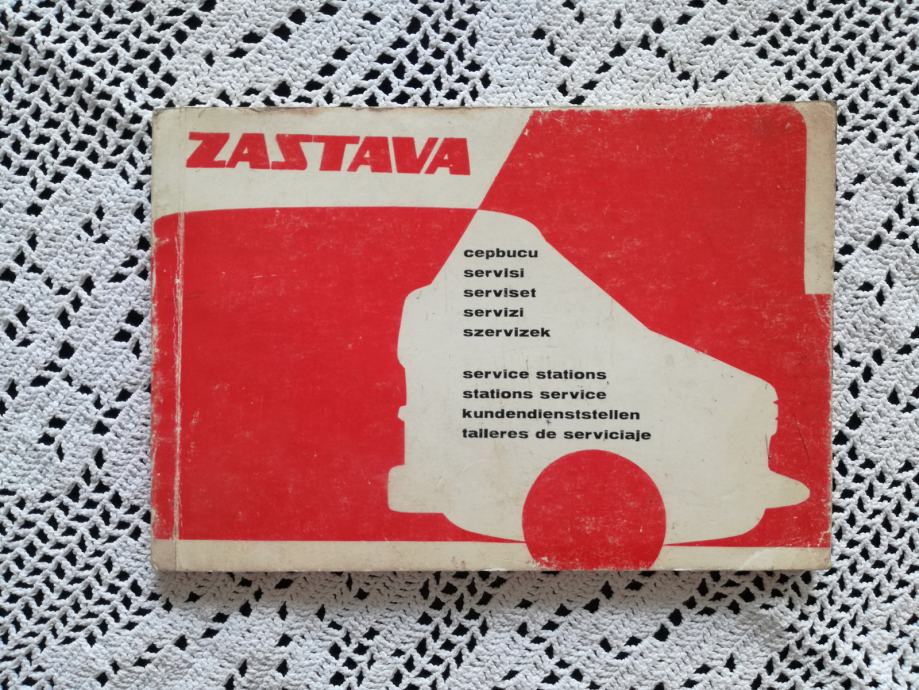 ZASTAVA
сервиси
servisi
serviset
servizi
szervizek
service stations
stations service
kundendienststellen
talleres de serviciaje